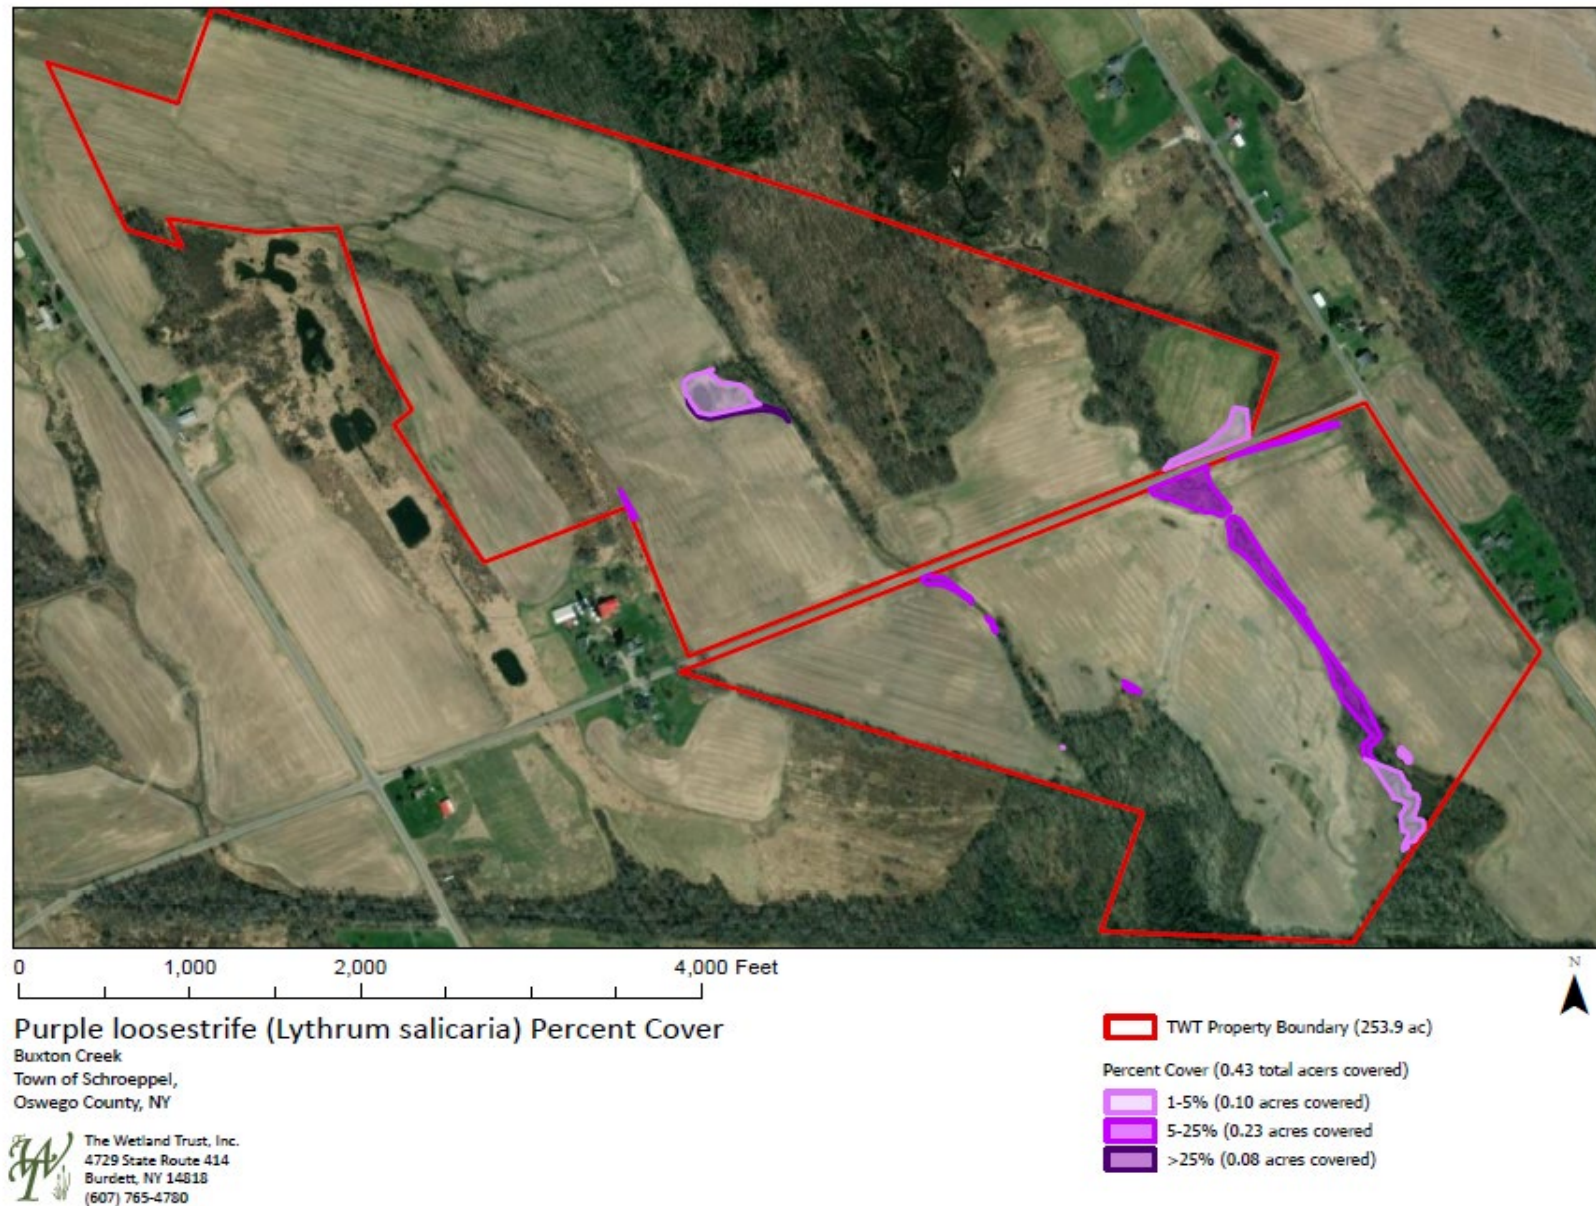 0 1,000 2,000 4,000 Feet
N
Purple loosestrife (Lythrum salicaria) Percent Cover
Buxton Creek
Town of Schroeppel,
Oswego County, NY
The Wetland Trust, Inc.
4729 State Route 414
Burdett, NY 14818
(607) 765-4780
TWT Property Boundary (253.9 ac)
Percent Cover (0.43 total acers covered)
1-5% (0.10 acres covered)
5-25% (0.23 acres covered
>25% (0.08 acres covered)